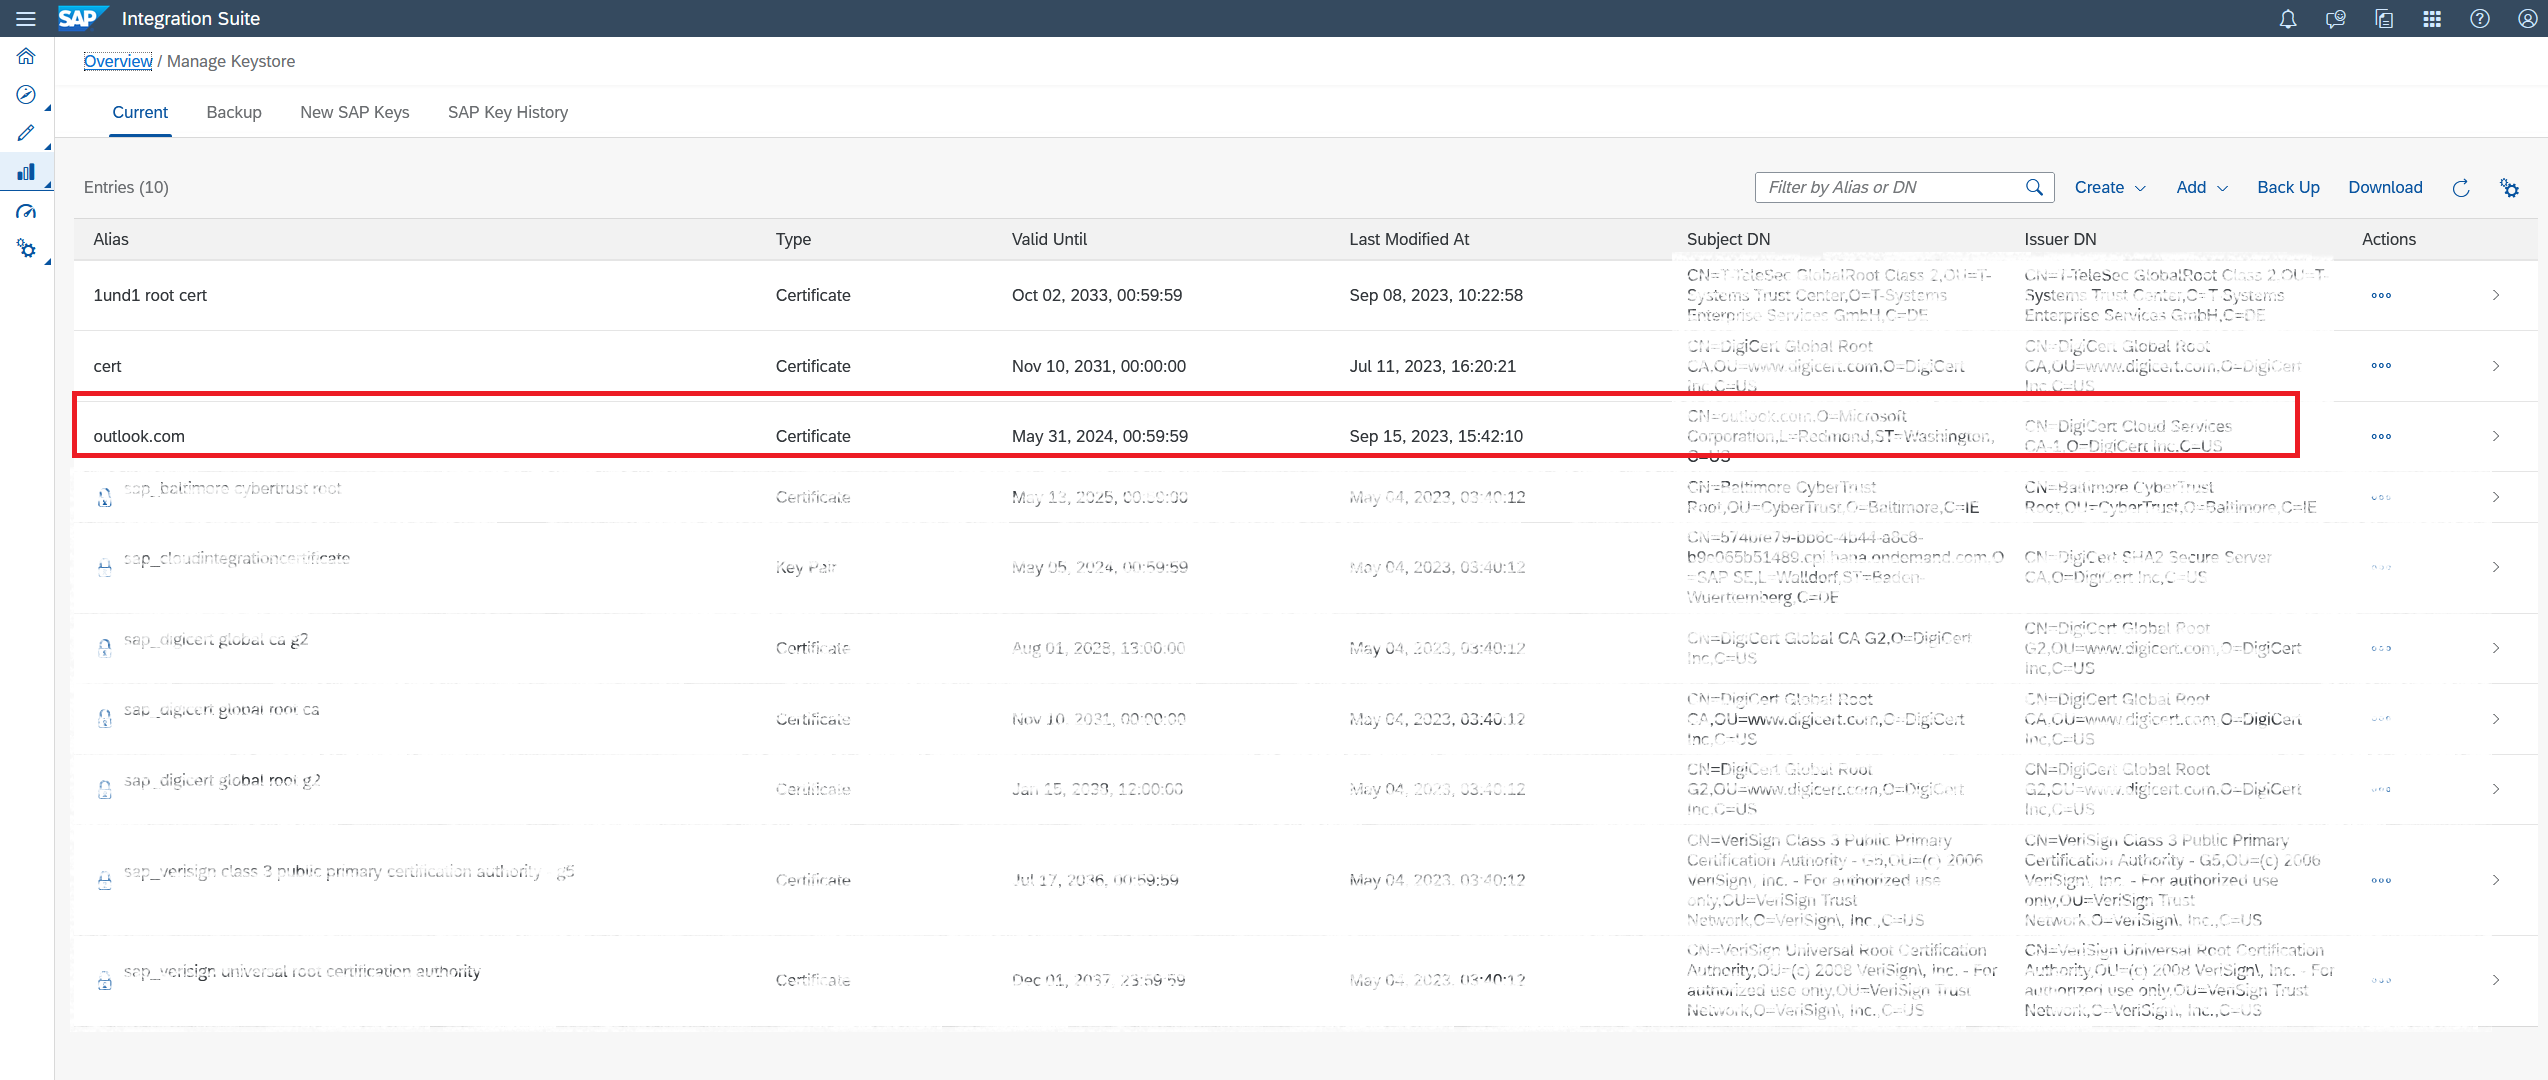 SAP Integration Suite
Overview / Manage Keystore
Current Backup New SAP Keys SAP Key History
Entries (10) Filter by Alias or DN Create Add Back Up Download
Alias Type Valid Until Last Modified At Subject DN Issuer DN Actions
CN=T-TeleSec GlobalRoot Class 2,OU=T- CN=T-TeleSec GlobalRoot Class 2,OU=T-
1und1 root cert Certificate Oct 02, 2033, 00:59:59 Sep 08, 2023, 10:22:58 Systems Trust Center,O=T-Systems Systems Trust Center,O=T-Systems
Enterprise Services GmbH,C=DE Enterprise Services GmbH,C=DE
CN=DigiCert Global Root CN=DigiCert Global Root
cert Certificate Nov 10, 2031, 00:00:00 Jul 11, 2023, 16:20:21 CA,OU=www.digicert.com,O=DigiCert CA,OU=www.digicert.com,O=DigiCert
Inc,C=US Inc,C=US
CN=outlook.com,O=Microsoft
outlook.com Certificate May 31, 2024, 00:59:59 Sep 15, 2023, 15:42:10 Corporation,L=Redmond,ST=Washington, CN=DigiCert Cloud Services
C=US CA-1,O=DigiCert Inc,C=US
sap_baltimore cybertrust root Certificate May 13, 2025, 00:00:00 May 04, 2023, 03:40:12 CN=Baltimore CyberTrust CN=Baltimore CyberTrust
Root,OU=CyberTrust,O=Baltimore,C=IE Root,OU=CyberTrust,O=Baltimore,C=IE
sap_cloudintegrationcertificate Key Pair May 05, 2024, 00:59:59 May 04, 2023, 03:40:12 CN=DigiCert SHA2 Secure Server
=SAP SE,L=Walldorf,ST=Baden- CA,O=DigiCert Inc,C=US
Wuerttemberg,C=DE
CN=DigiCert Global Root
sap_digicert global ca g2 Certificate May 04, 2023, 03:40:12 CN=DigiCert Global CA G2,O=DigiCert G2,OU=www.digicert.com,O=DigiCert
Inc,C=US Inc,C=US
CN=DigiCert Global Root CN=DigiCert Global Root
sap_digicert global root ca Certificate Nov 10, 2031, 00:00:00 May 04, 2023, 03:40:12 CA,OU=www.digicert.com,O=DigiCert CA,OU=www.digicert.com,O=DigiCert
Inc,C=US Inc,C=US
CN=DigiCert Global Root CN=DigiCert Global Root
sap_digicert global root g2 Certificate Jan 15, 2038, 12:00:00 May 04, 2023, 03:40:12 G2,OU=www.digicert.com,O=DigiCert G2,OU=www.digicert.com,O=DigiCert
Inc,C=US Inc,C=US
CN=VeriSign Class 3 Public Primary CN=VeriSign Class 3 Public Primary
Certification Authority - G5,OU=(c) 2006 Certification Authority - G5,OU=(c) 2006
sap_verisign class 3 public primary certification authority - g5 Certificate Jul 17, 2036, 00:59:59 May 04, 2023, 03:40:12 VeriSign\, Inc. - For authorized use VeriSign\, Inc. - For authorized use
only,OU=VeriSign Trust only,OU=VeriSign Trust
Network,O=VeriSign\, Inc.,C=US Network,O=VeriSign\, Inc.,C=US
CN=VeriSign Universal Root Certification CN=VeriSign Universal Root Certification
sap_verisign universal root certification authority Certificate Dec 01, 2037, 23:59:59 May 04, 2023, 03:40:12 Authority,OU=(c) 2008 VeriSign\, Inc. - For Authority,OU=(c) 2008 VeriSign\, Inc. - For
authorized use only,OU=VeriSign Trust authorized use only,OU=VeriSign Trust
Network,O=VeriSign\, Inc.,C=US Network,O=VeriSign\, Inc.,C=US